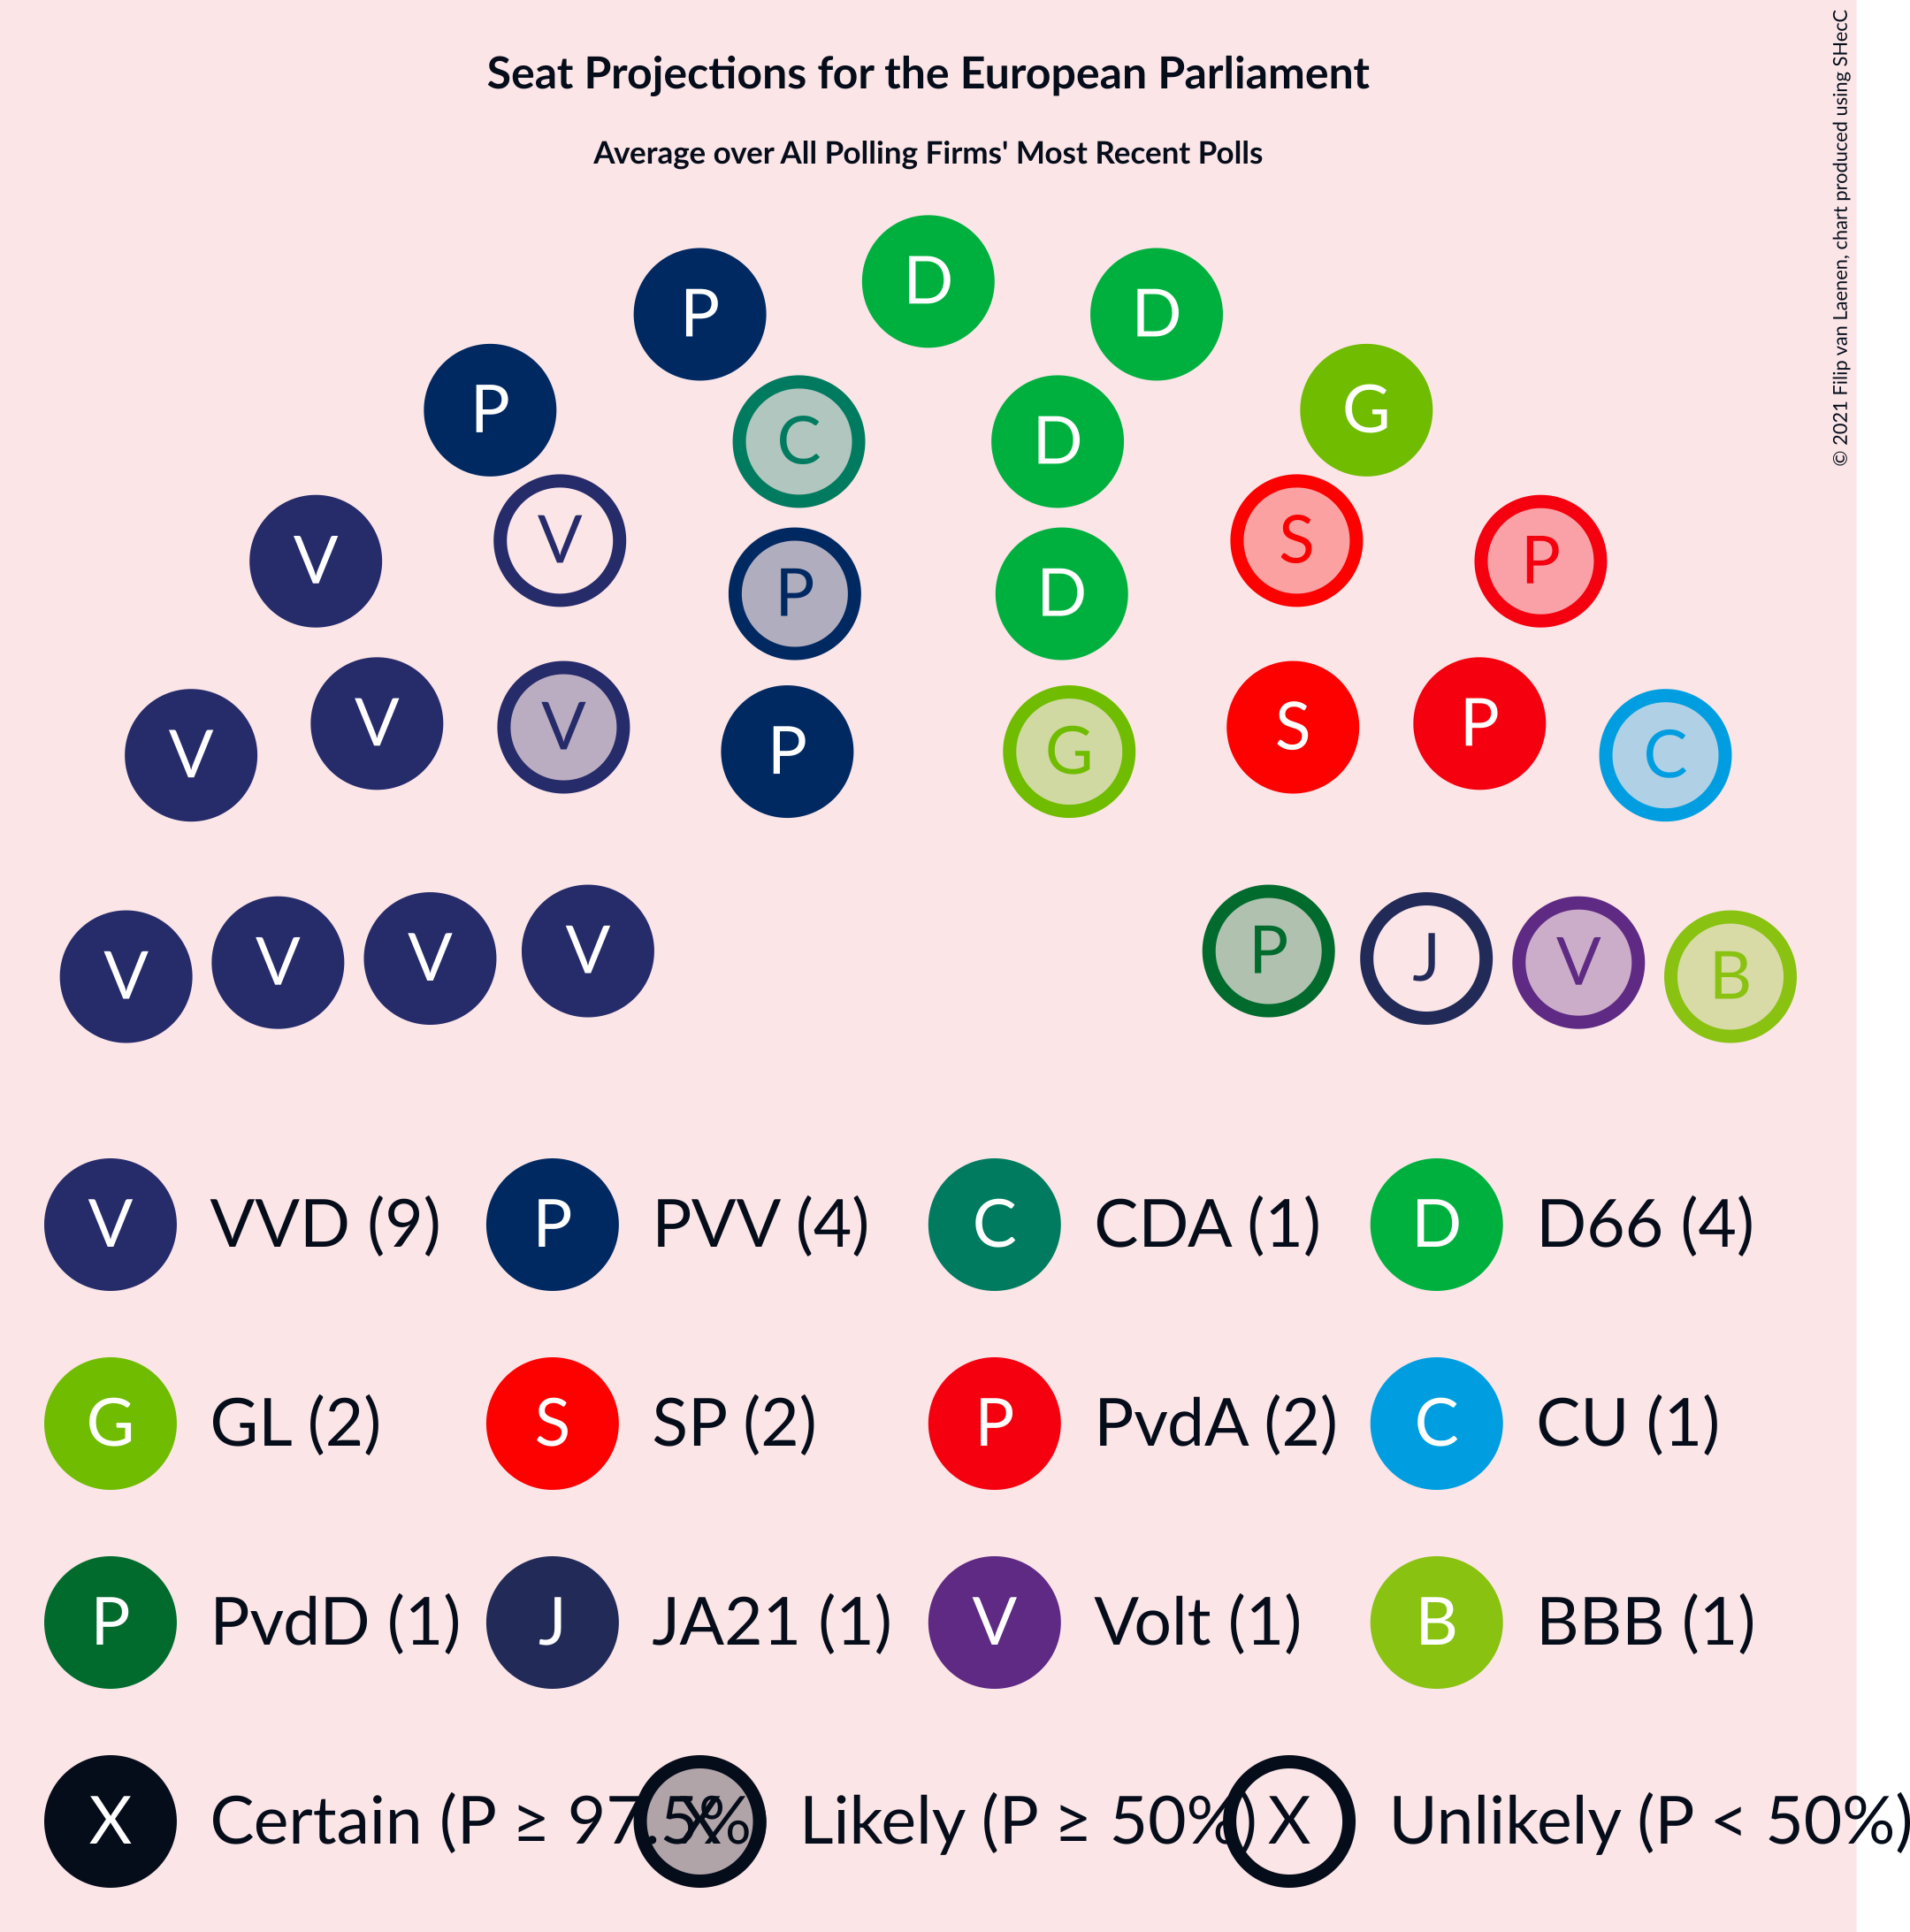 Seat Projections for the European Parliament
Average over All Polling Firms' Most Recent Polls
© 2021 Filip van Laenen, chart produced using SHecC
D
P D
P G
C D
V V S P
P D
V V V P G S P C
V V V V P J V B
V VVD (9) P PVV (4) C CDA (1) D D66 (4)
G GL (2) S SP (2) P PvdA (2) C CU (1)
P PvdD (1) J JA21 (1) V Volt (1) B BBB (1)
X Certain (P ≥ 97.5% X Likely (P ≥ 50%) X Unlikely (P < 50%)